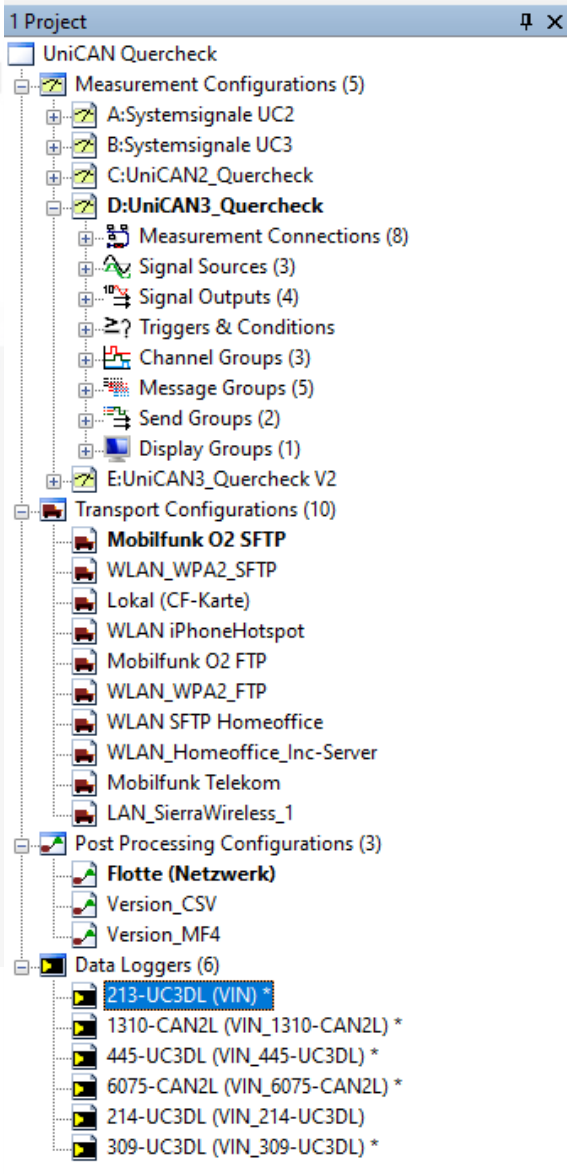 1 Project
UniCAN Quercheck
Measurement Configurations (5)
A:Systemsignale UC2
B:Systemsignale UC3
C:UniCAN2_Quercheck
D:UniCAN3_Quercheck
Measurement Connections (8)
Signal Sources (3)
Signal Outputs (4)
Triggers & Conditions
Channel Groups (3)
Message Groups (5)
Send Groups (2)
Display Groups (1)
E:UniCAN3_Quercheck V2
Transport Configurations (10)
Mobilfunk O2 SFTP
WLAN_WPA2_SFTP
Lokal (CF-Karte)
WLAN iPhoneHotspot
Mobilfunk O2 FTP
WLAN_WPA2_FTP
WLAN SFTP Homeoffice
WLAN_Homeoffice_Inc-Server
Mobilfunk Telekom
LAN_SierraWireless_1
Post Processing Configurations (3)
Flotte (Netzwerk)
Version_CSV
Version_MF4
Data Loggers (6)
213-UC3DL (VIN) *
1310-CAN2L (VIN_1310-CAN2L) *
445-UC3DL (VIN_445-UC3DL) *
6075-CAN2L (VIN_6075-CAN2L) *
214-UC3DL (VIN_214-UC3DL)
309-UC3DL (VIN_309-UC3DL) *